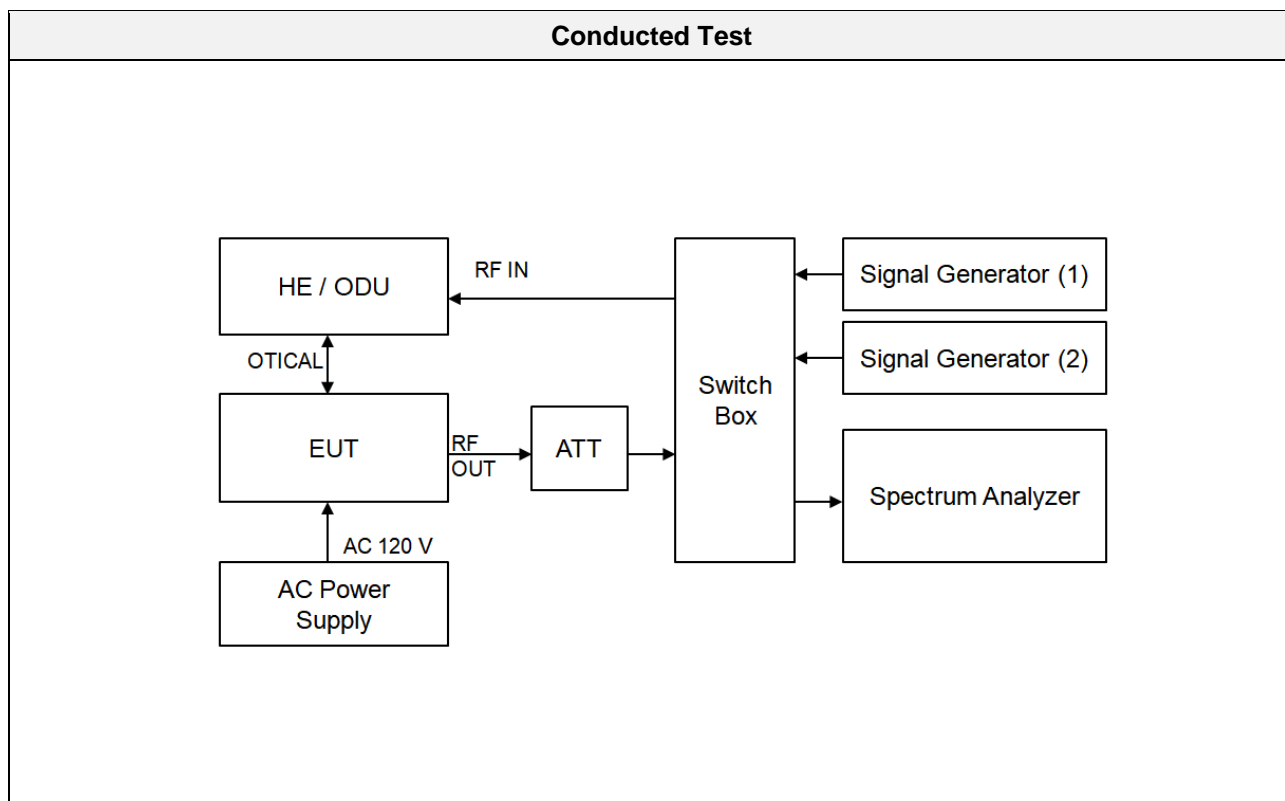 Conducted Test
HE / ODU
RF IN
Signal Generator (1)
OTICAL
Signal Generator (2)
Switch
Box
EUT
RF
OUT
ATT
Spectrum Analyzer
AC 120 V
AC Power
Supply